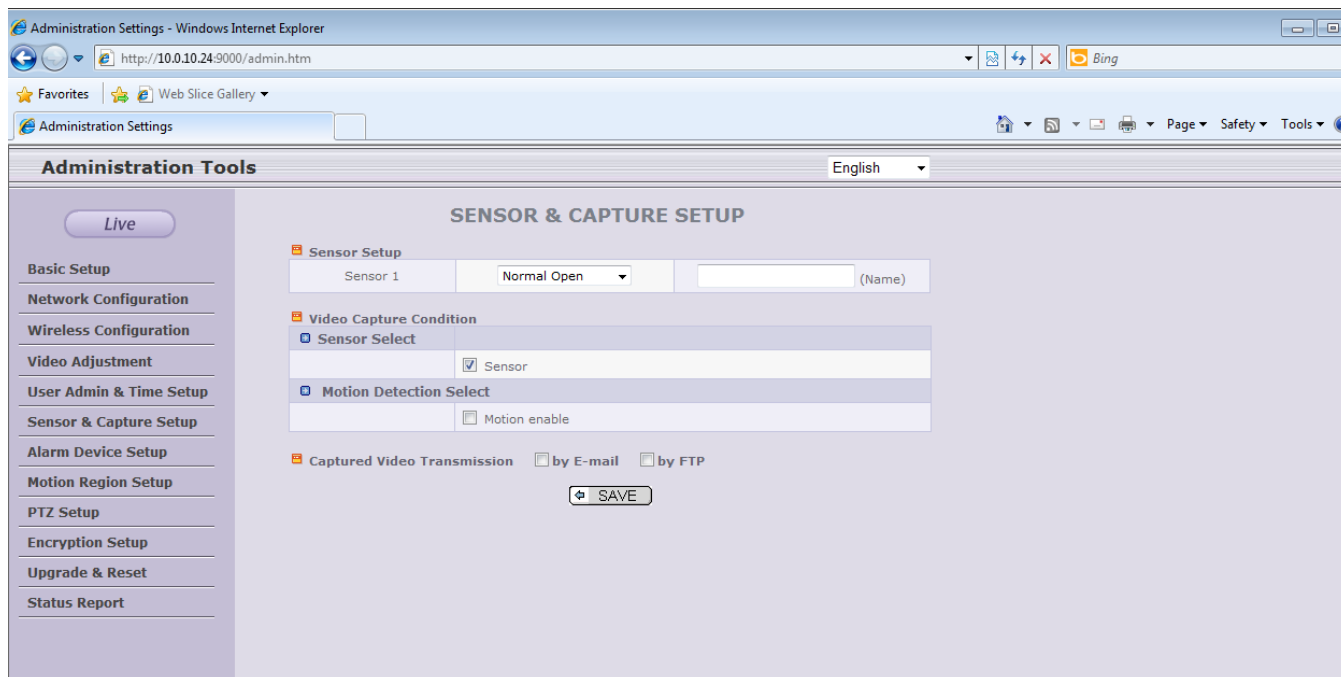 Administration Settings - Windows Internet Explorer
http://10.0.10.24:9000/admin.htm
Bing
Favorites
Web Slice Gallery
Administration Settings
Page
Safety
Tools
Administration Tools
English
Live
Basic Setup
Network Configuration
Wireless Configuration
Video Adjustment
User Admin & Time Setup
Sensor & Capture Setup
Alarm Device Setup
Motion Region Setup
PTZ Setup
Encryption Setup
Upgrade & Reset
Status Report
SENSOR & CAPTURE SETUP
Sensor Setup
Sensor 1
Normal Open
(Name)
Video Capture Condition
Sensor Select
Sensor
Motion Detection Select
Motion enable
Captured Video Transmission by E-mail by FTP
SAVE